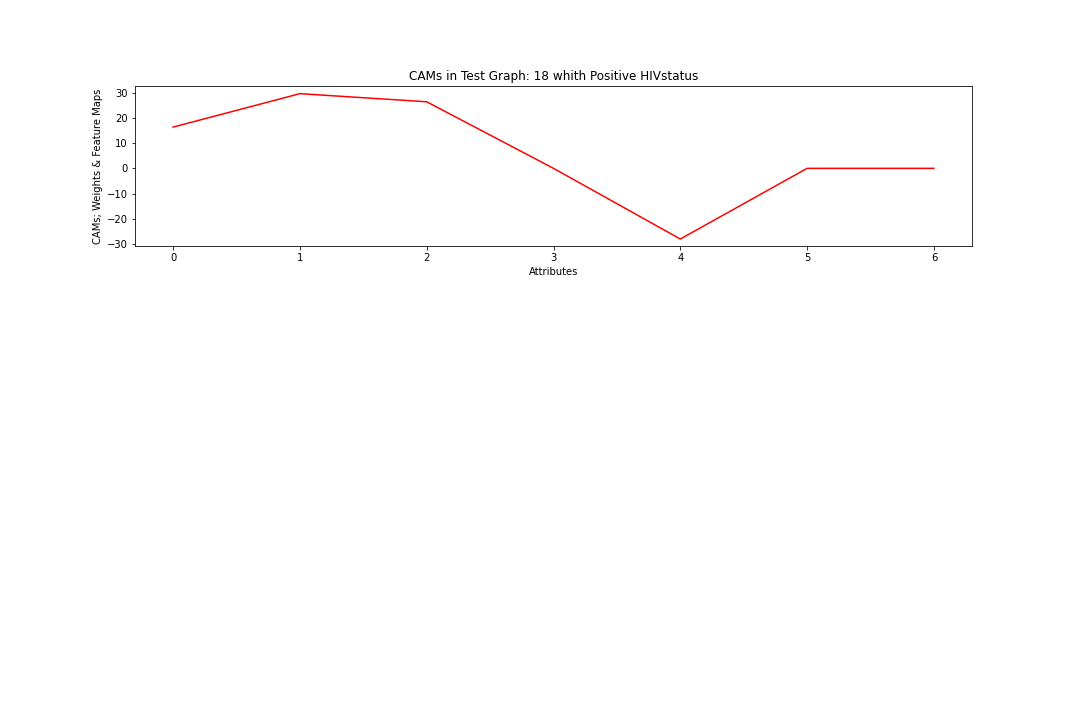 CAMs in Test Graph: 18 whith Positive HIVstatus
CAMs; Weights & Feature Maps
30
20
10
0
−10
−20
−30
0 1 2 3 4 5 6
Attributes